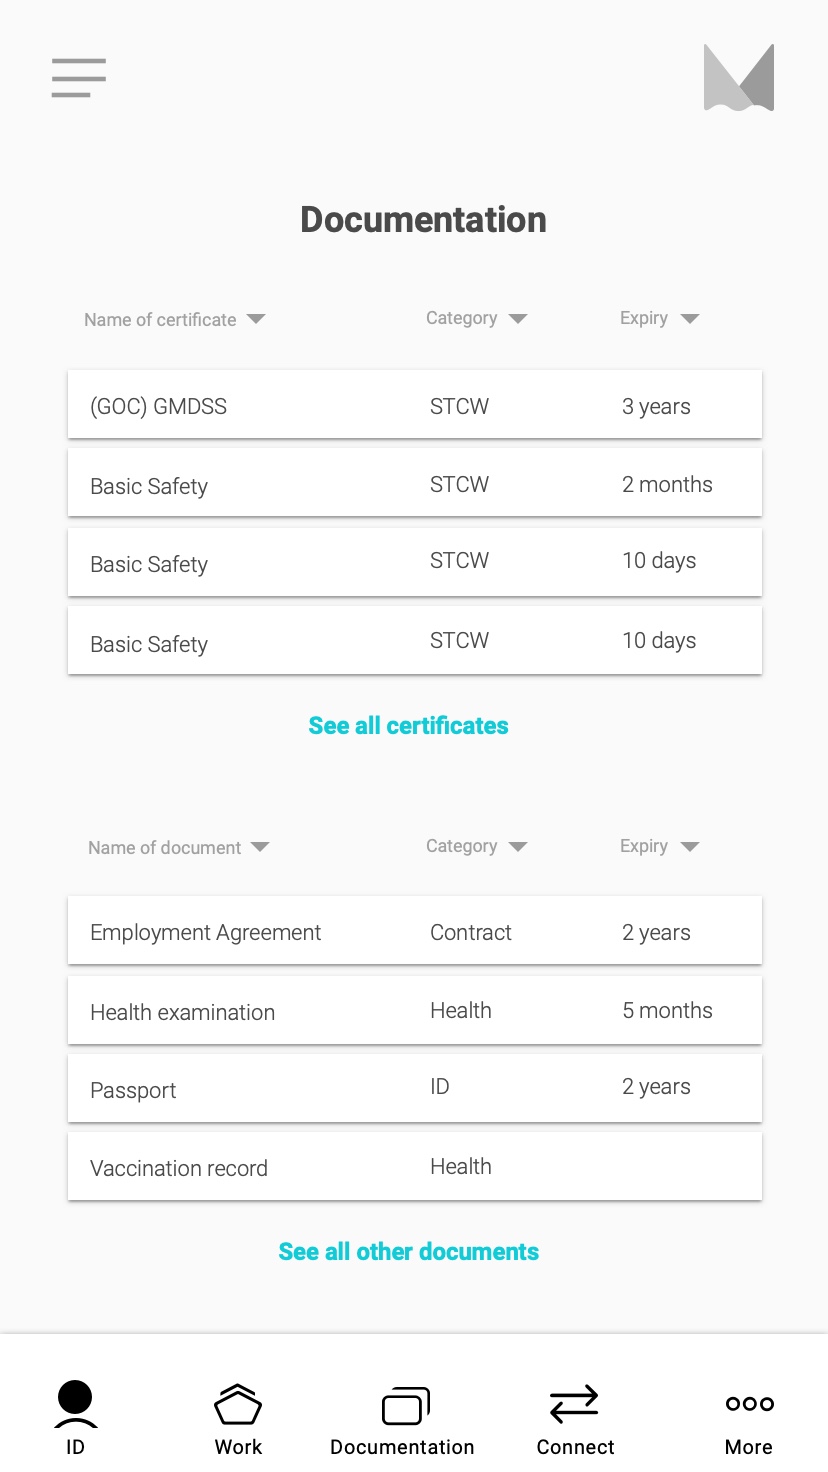 Documentation
Name of certificate Category Expiry
(GOC) GMDSS STCW 3 years
Basic Safety STCW 2 months
Basic Safety STCW 10 days
Basic Safety STCW 10 days
See all certificates
Name of document Category Expiry
Employment Agreement Contract 2 years
Health examination Health 5 months
Passport ID 2 years
Vaccination record Health
See all other documents
ID Work Documentation Connect More